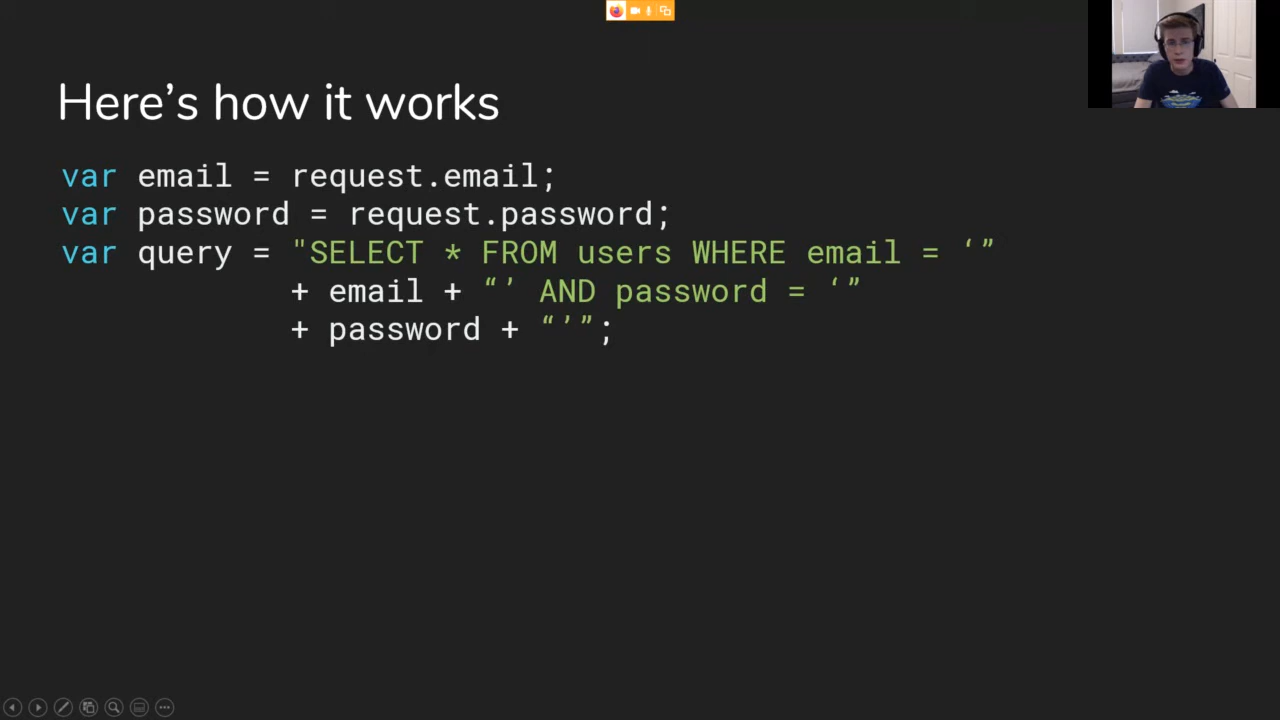 Here’s how it works
var email = request.email;
var password = request.password;
var query = "SELECT * FROM users WHERE email = ‘”
+ email + “’ AND password = ‘”
+ password + “’”;